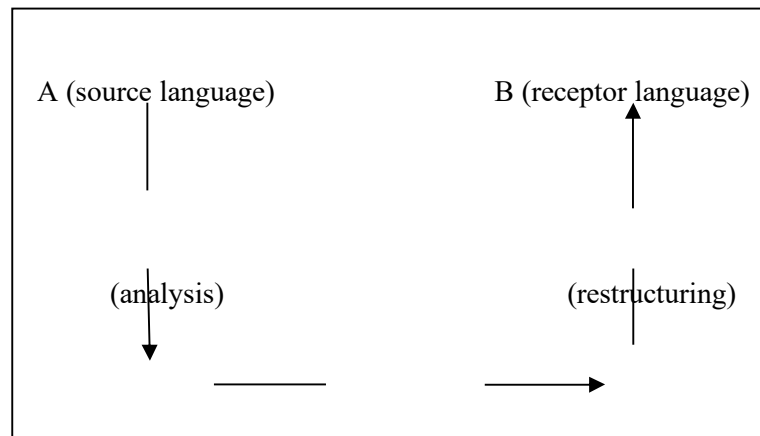 A (source language) B (receptor language)
(analysis) (restructuring)